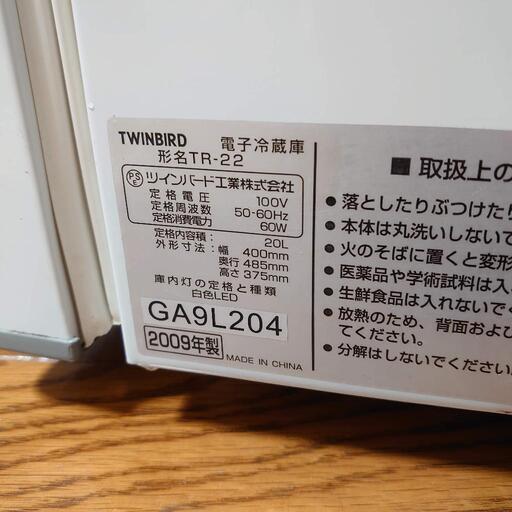 TWINBIRD 電子冷蔵庫
形名TR-22
PSE ツインバード工業株式会社
定格電圧 100V
定格周波数 50-60Hz
定格消費電力 60W
定格内容積: 20L
外形寸法: 幅 400mm
奥行 485mm
高さ 375mm
庫内灯の定格と種類
白色LED
GA9L204
2009年製
MADE IN CHINA
■ 取扱上の
• 落としたりぶつけたり
• 本体は丸洗いしないで
• 火のそばに置くと変形
• 医薬品や学術試料は入
• 生鮮食品は入れないで
• 放熱のため、背面およ
てください。
• 分解はしないでくださ